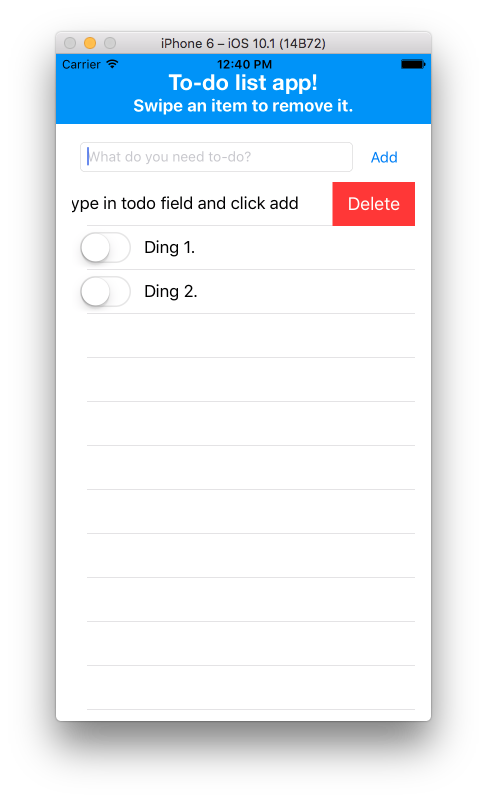 iPhone 6 – iOS 10.1 (14B72)
Carrier 12:40 PM
To-do list app!
Swipe an item to remove it.
What do you need to-do? Add
ype in todo field and click add Delete
Ding 1.
Ding 2.